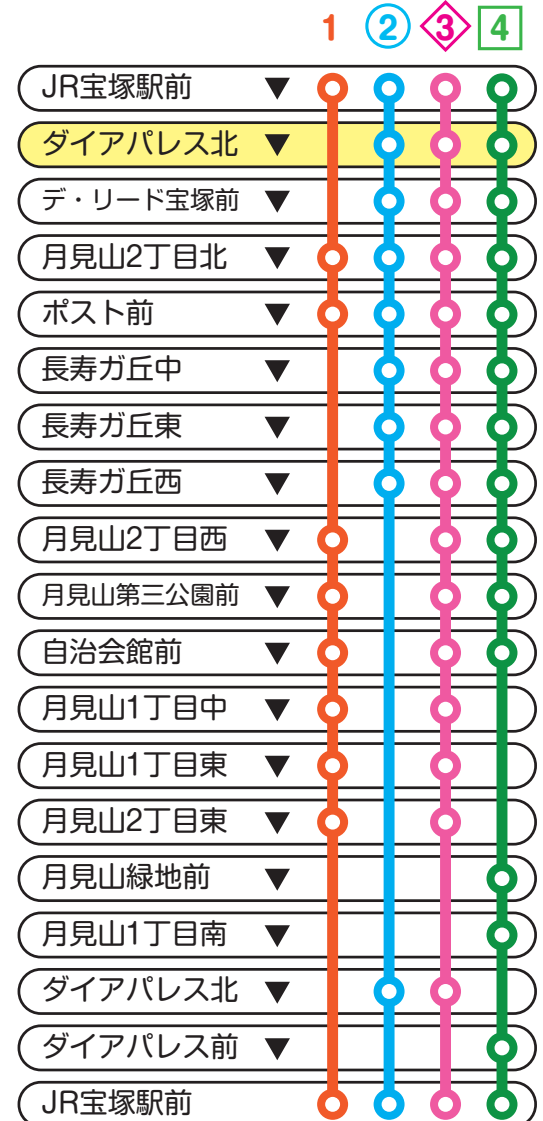 1 ② ③ 4
JR宝塚駅前 ▼
ダイアパレス北 ▼
デ・リード宝塚前 ▼
月見山2丁目北 ▼
ポスト前 ▼
長寿ガ丘中 ▼
長寿ガ丘東 ▼
長寿ガ丘西 ▼
月見山2丁目西 ▼
月見山第三公園前 ▼
自治会館前 ▼
月見山1丁目中 ▼
月見山1丁目東 ▼
月見山2丁目東 ▼
月見山緑地前 ▼
月見山1丁目南 ▼
ダイアパレス北 ▼
ダイアパレス前 ▼
JR宝塚駅前